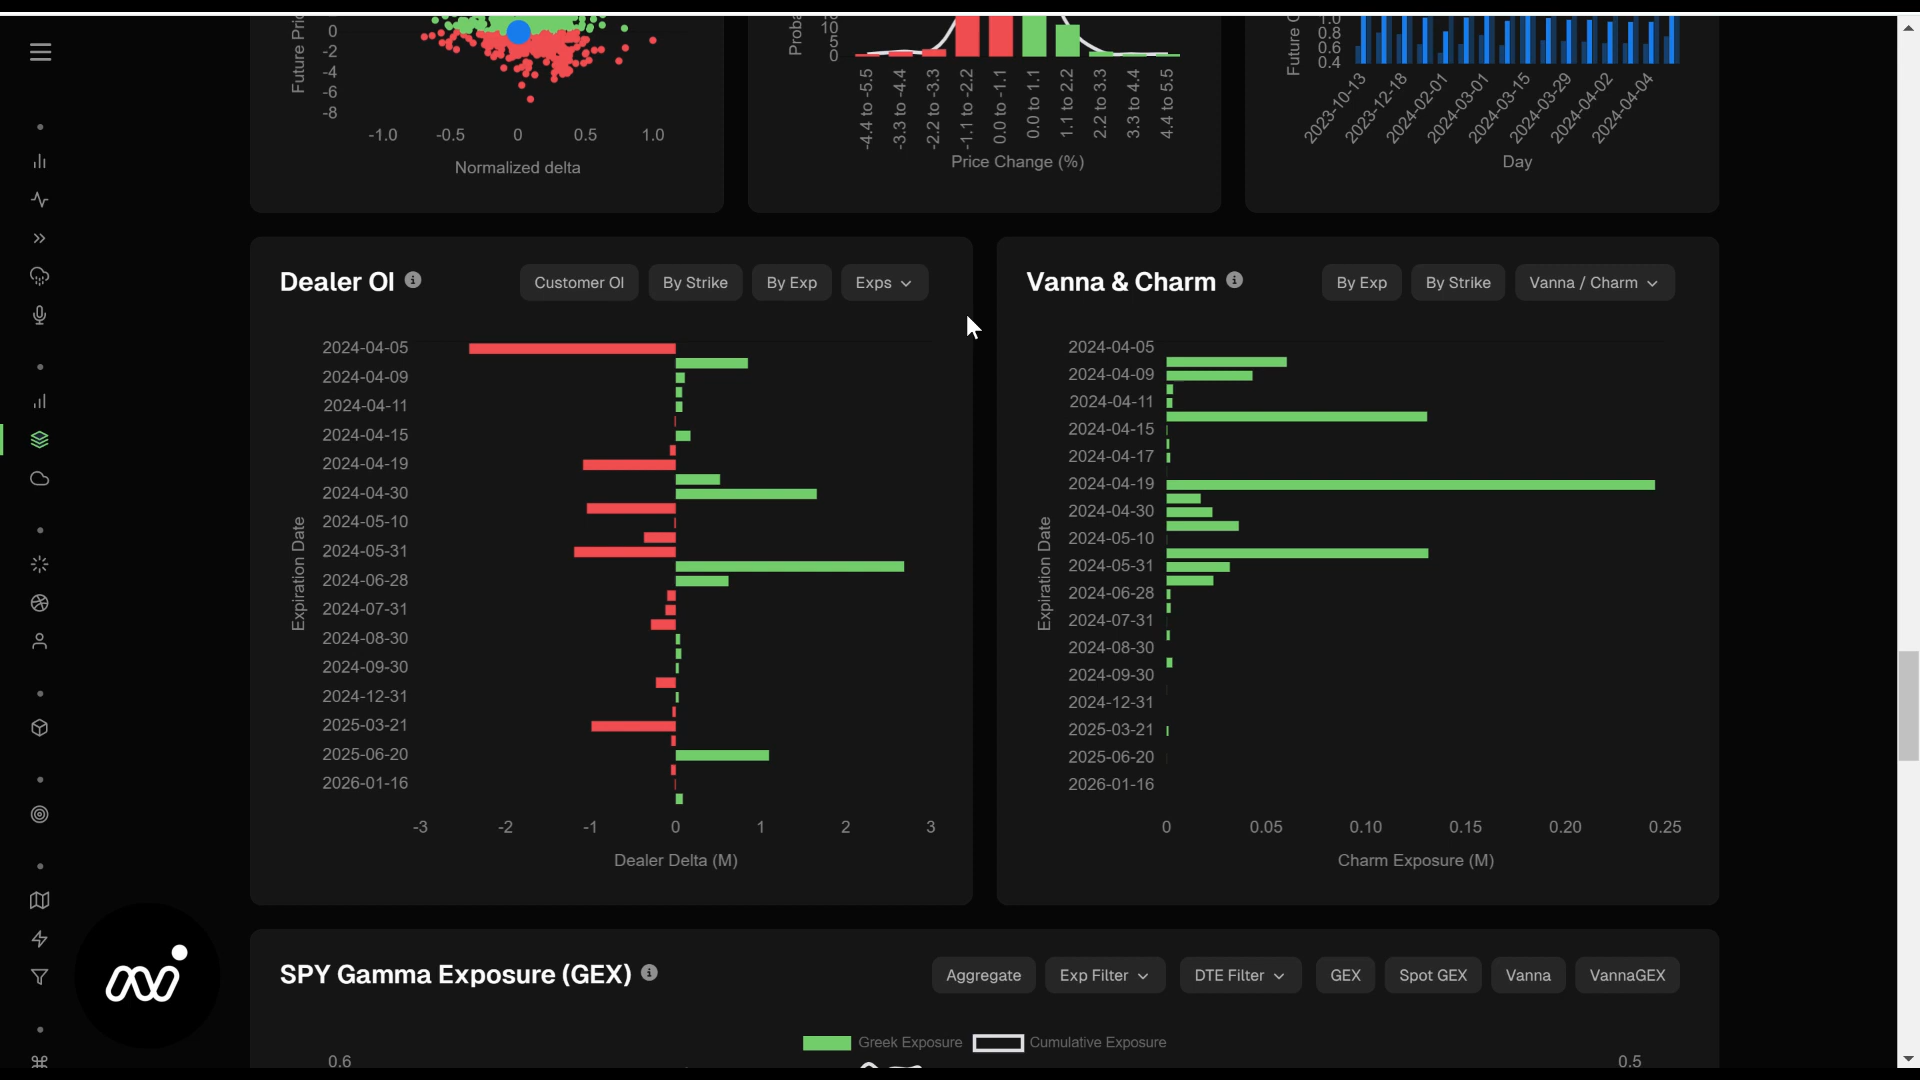 Future Pric
0
-2
-4
-6
-8
-1.0 -0.5 0 0.5 1.0
Normalized delta
Proba
10
5
0
-4.4 to -5.5
-3.3 to -4.4
-2.2 to -3.3
-1.1 to -2.2
0.0 to -1.1
0.0 to 1.1
1.1 to 2.2
2.2 to 3.3
3.3 to 4.4
4.4 to 5.5
Price Change (%)
Future C
1.0
0.8
0.6
0.4
2023-10-13
2023-12-18
2024-02-01
2024-03-01
2024-03-15
2024-03-29
2024-04-02
2024-04-04
Day
Dealer OI
Customer OI By Strike By Exp Exps
Expiration Date
2024-04-05
2024-04-09
2024-04-11
2024-04-15
2024-04-19
2024-04-30
2024-05-10
2024-05-31
2024-06-28
2024-07-31
2024-08-30
2024-09-30
2024-12-31
2025-03-21
2025-06-20
2026-01-16
-3 -2 -1 0 1 2 3
Dealer Delta (M)
Vanna & Charm
By Exp By Strike Vanna / Charm
Expiration Date
2024-04-05
2024-04-09
2024-04-11
2024-04-15
2024-04-17
2024-04-19
2024-04-30
2024-05-10
2024-05-31
2024-06-28
2024-07-31
2024-08-30
2024-09-30
2024-12-31
2025-03-21
2025-06-20
2026-01-16
0 0.05 0.10 0.15 0.20 0.25
Charm Exposure (M)
SPY Gamma Exposure (GEX)
Aggregate Exp Filter DTE Filter GEX Spot GEX Vanna VannaGEX
Greek Exposure Cumulative Exposure
0.6 0.5